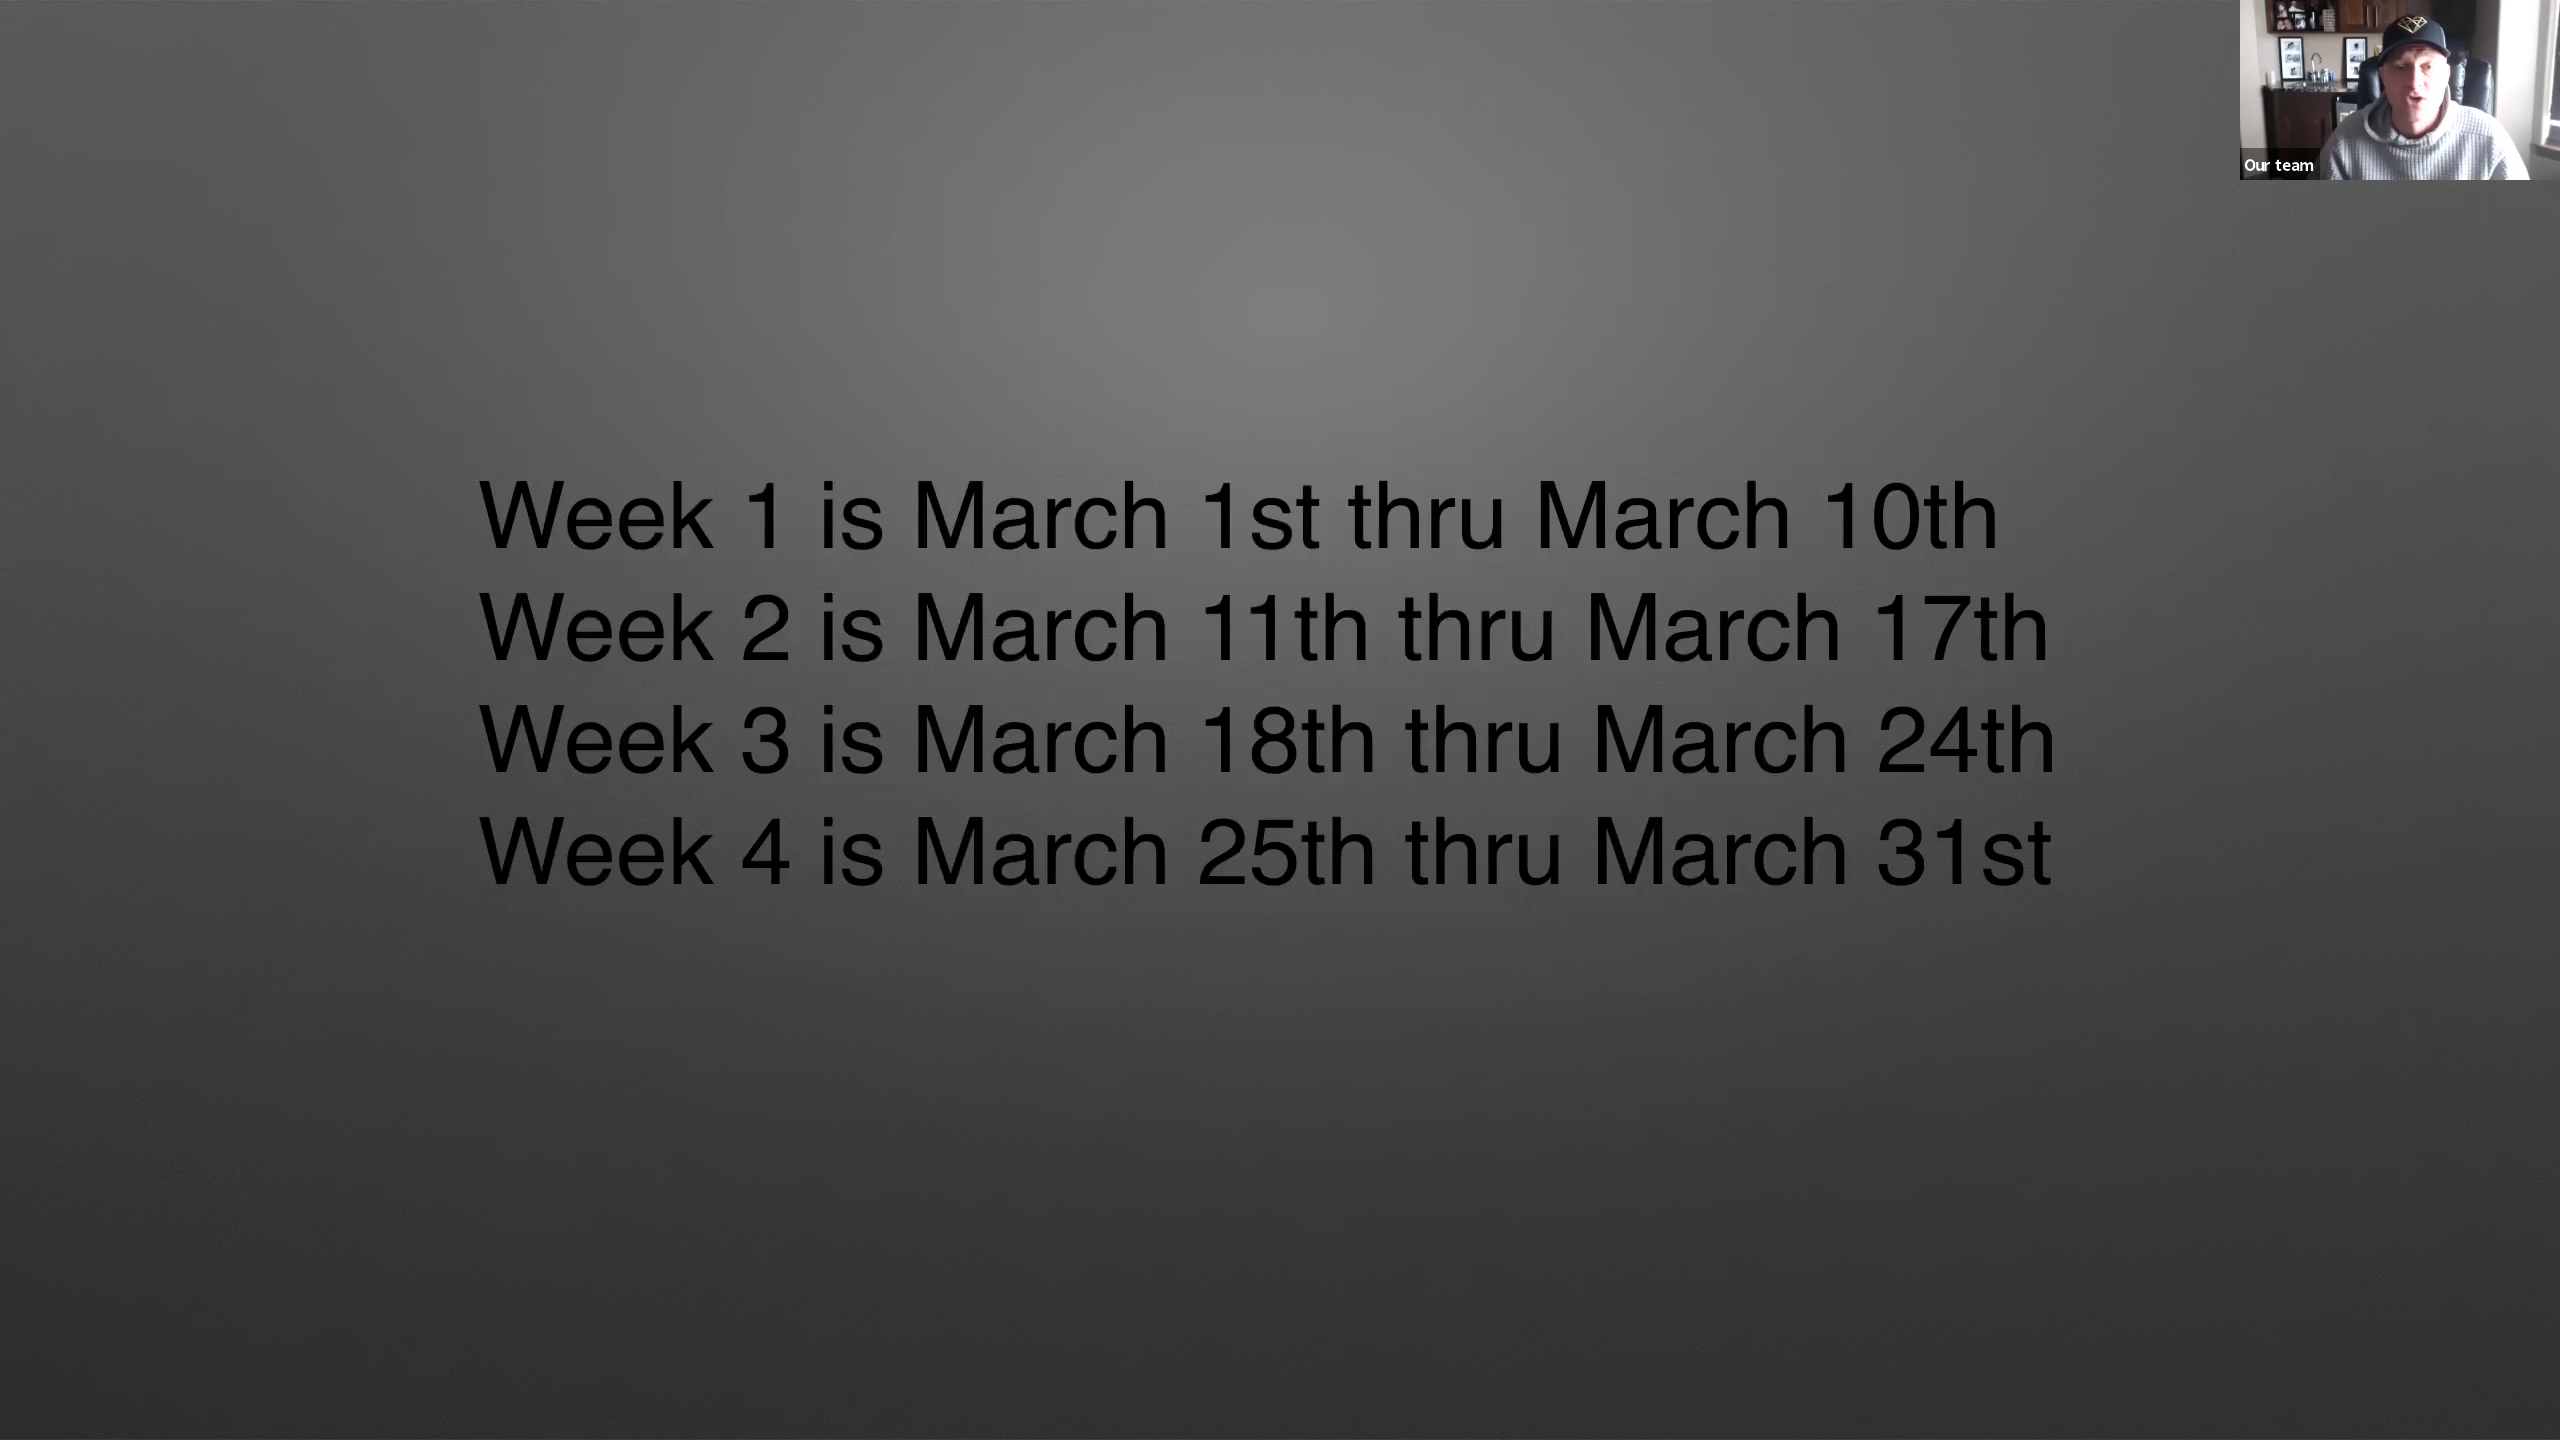 Our team
Week 1 is March 1st thru March 10th
Week 2 is March 11th thru March 17th
Week 3 is March 18th thru March 24th
Week 4 is March 25th thru March 31st